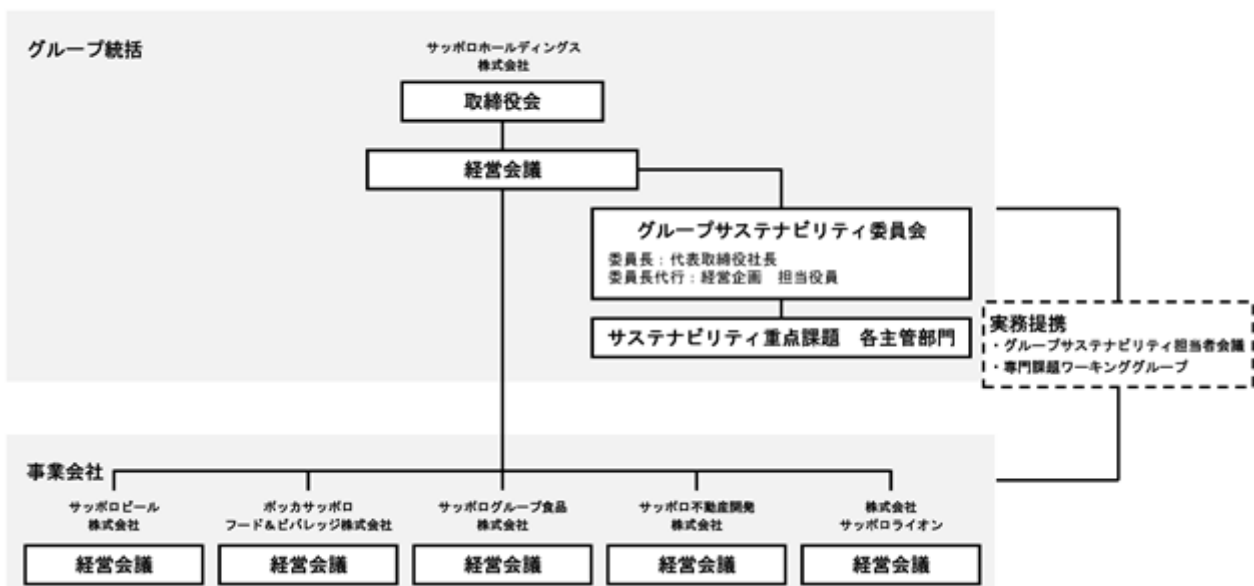 グループ統括
サッポロホールディングス
株式会社
取締役会
経営会議
グループサステナビリティ委員会
委員長：代表取締役社長
委員長代行：経営企画　担当役員
サステナビリティ重点課題　各主管部門
実務提携
・グループサステナビリティ担当者会議
・専門課題ワーキンググループ
事業会社
サッポロビール
株式会社
経営会議
ポッカサッポロ
フード&ビバレッジ株式会社
経営会議
サッポログループ食品
株式会社
経営会議
サッポロ不動産開発
株式会社
経営会議
株式会社
サッポロライオン
経営会議